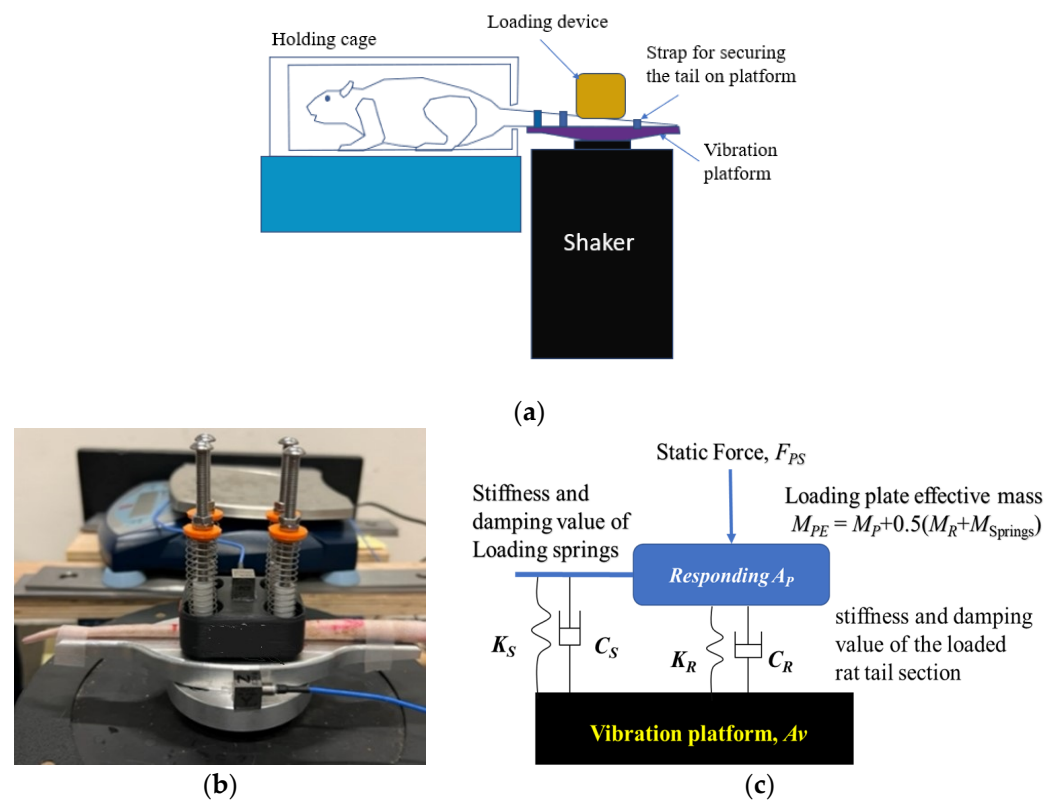 Loading device
Holding cage
Strap for securing
the tail on platform
Vibration
platform
Shaker
(a)
Static Force, F_PS
Stiffness and
damping value of
Loading springs
Loading plate effective mass
M_PE = M_P+0.5(M_R+M_Springs)
Responding A_P
stiffness and damping
value of the loaded
rat tail section
K_S
C_S
K_R
C_R
Vibration platform, Av
(b)
(c)